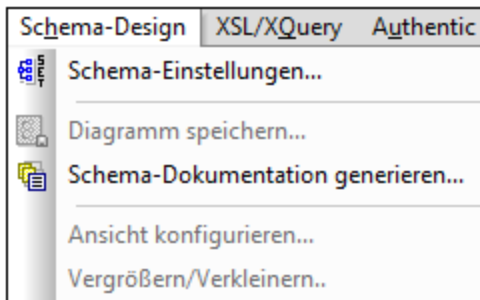 Schema-Design XSL/XQuery Authentic
Schema-Einstellungen...
Diagramm speichern...
Schema-Dokumentation generieren...
Ansicht konfigurieren...
Vergrößern/Verkleinern..